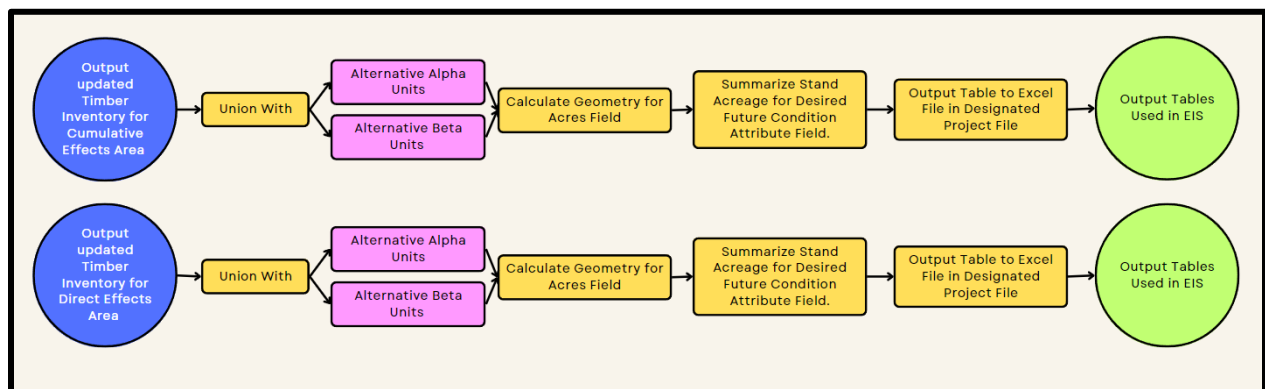 Output
updated
Timber
Inventory for
Cumulative
Effects Area
Union With
Alternative Alpha
Units
Alternative Beta
Units
Calculate Geometry for
Acres Field
Summarize Stand
Acreage for Desired
Future Condition
Attribute Field.
Output Table to Excel
File in Designated
Project File
Output Tables
Used in EIS
Output
updated
Timber
Inventory for
Direct Effects
Area
Union With
Alternative Alpha
Units
Alternative Beta
Units
Calculate Geometry for
Acres Field
Summarize Stand
Acreage for Desired
Future Condition
Attribute Field.
Output Table to Excel
File in Designated
Project File
Output Tables
Used in EIS